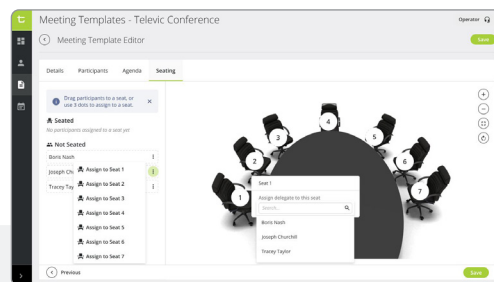 Meeting Templates - Televic Conference
Operator
Meeting Template Editor
Save
Details Participants Agenda Seating
Drag participants to a seat, or
use 3 dots to assign to a seat.
Seated
No participants assigned to a seat yet
Not Seated
Boris Nash
Joseph Ch
Tracey Tay
Assign to Seat 1
Assign to Seat 2
Assign to Seat 3
Assign to Seat 4
Assign to Seat 5
Assign to Seat 6
Assign to Seat 7
1
2
3
4
5
6
7
Seat 1
Assign delegate to this seat
Search...
Boris Nash
Joseph Churchill
Tracey Taylor
Previous
Save